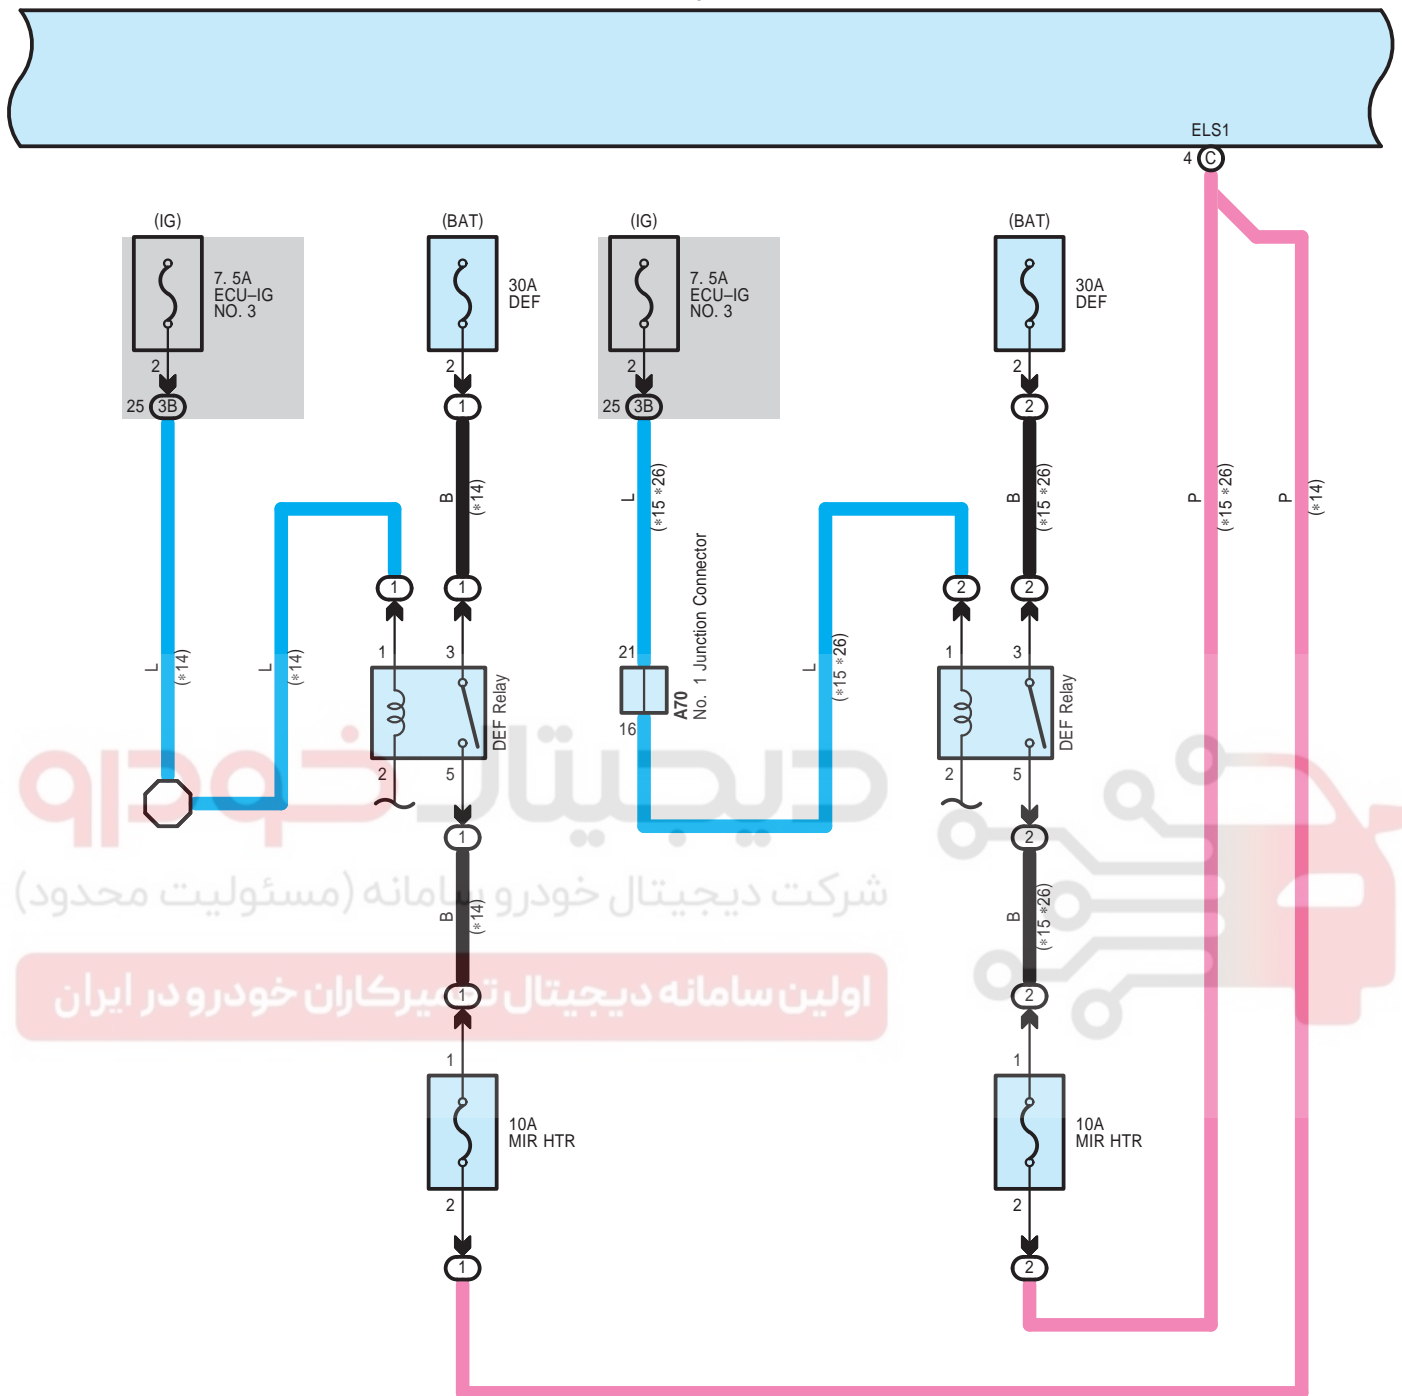 ELS1
4 C
(IG)
(BAT)
(IG)
(BAT)
7. 5A
ECU–IG
NO. 3
30A
DEF
7. 5A
ECU–IG
NO. 3
30A
DEF
2
2
2
2
25 3B
1
25 3B
2
B
(*14)
L
(*15 *26)
B
(*15 *26)
P
(*15 *26)
P
(*14)
1
1
2
2
L
(*14)
L
(*14)
1
3
DEF Relay
2
5
21
A70
No. 1 Junction Connector
16
L
(*15 *26)
1
3
DEF Relay
2
5
دیجیتال خودرو
1
2
شرکت دیجیتال خودرو سامانه (مسئولیت محدود)
B
(*14)
B
(*15 *26)
اولین سامانه دیجیتال تعمیرکاران خودرو در ایران
1
2
1
1
10A
MIR HTR
10A
MIR HTR
2
2
1
2